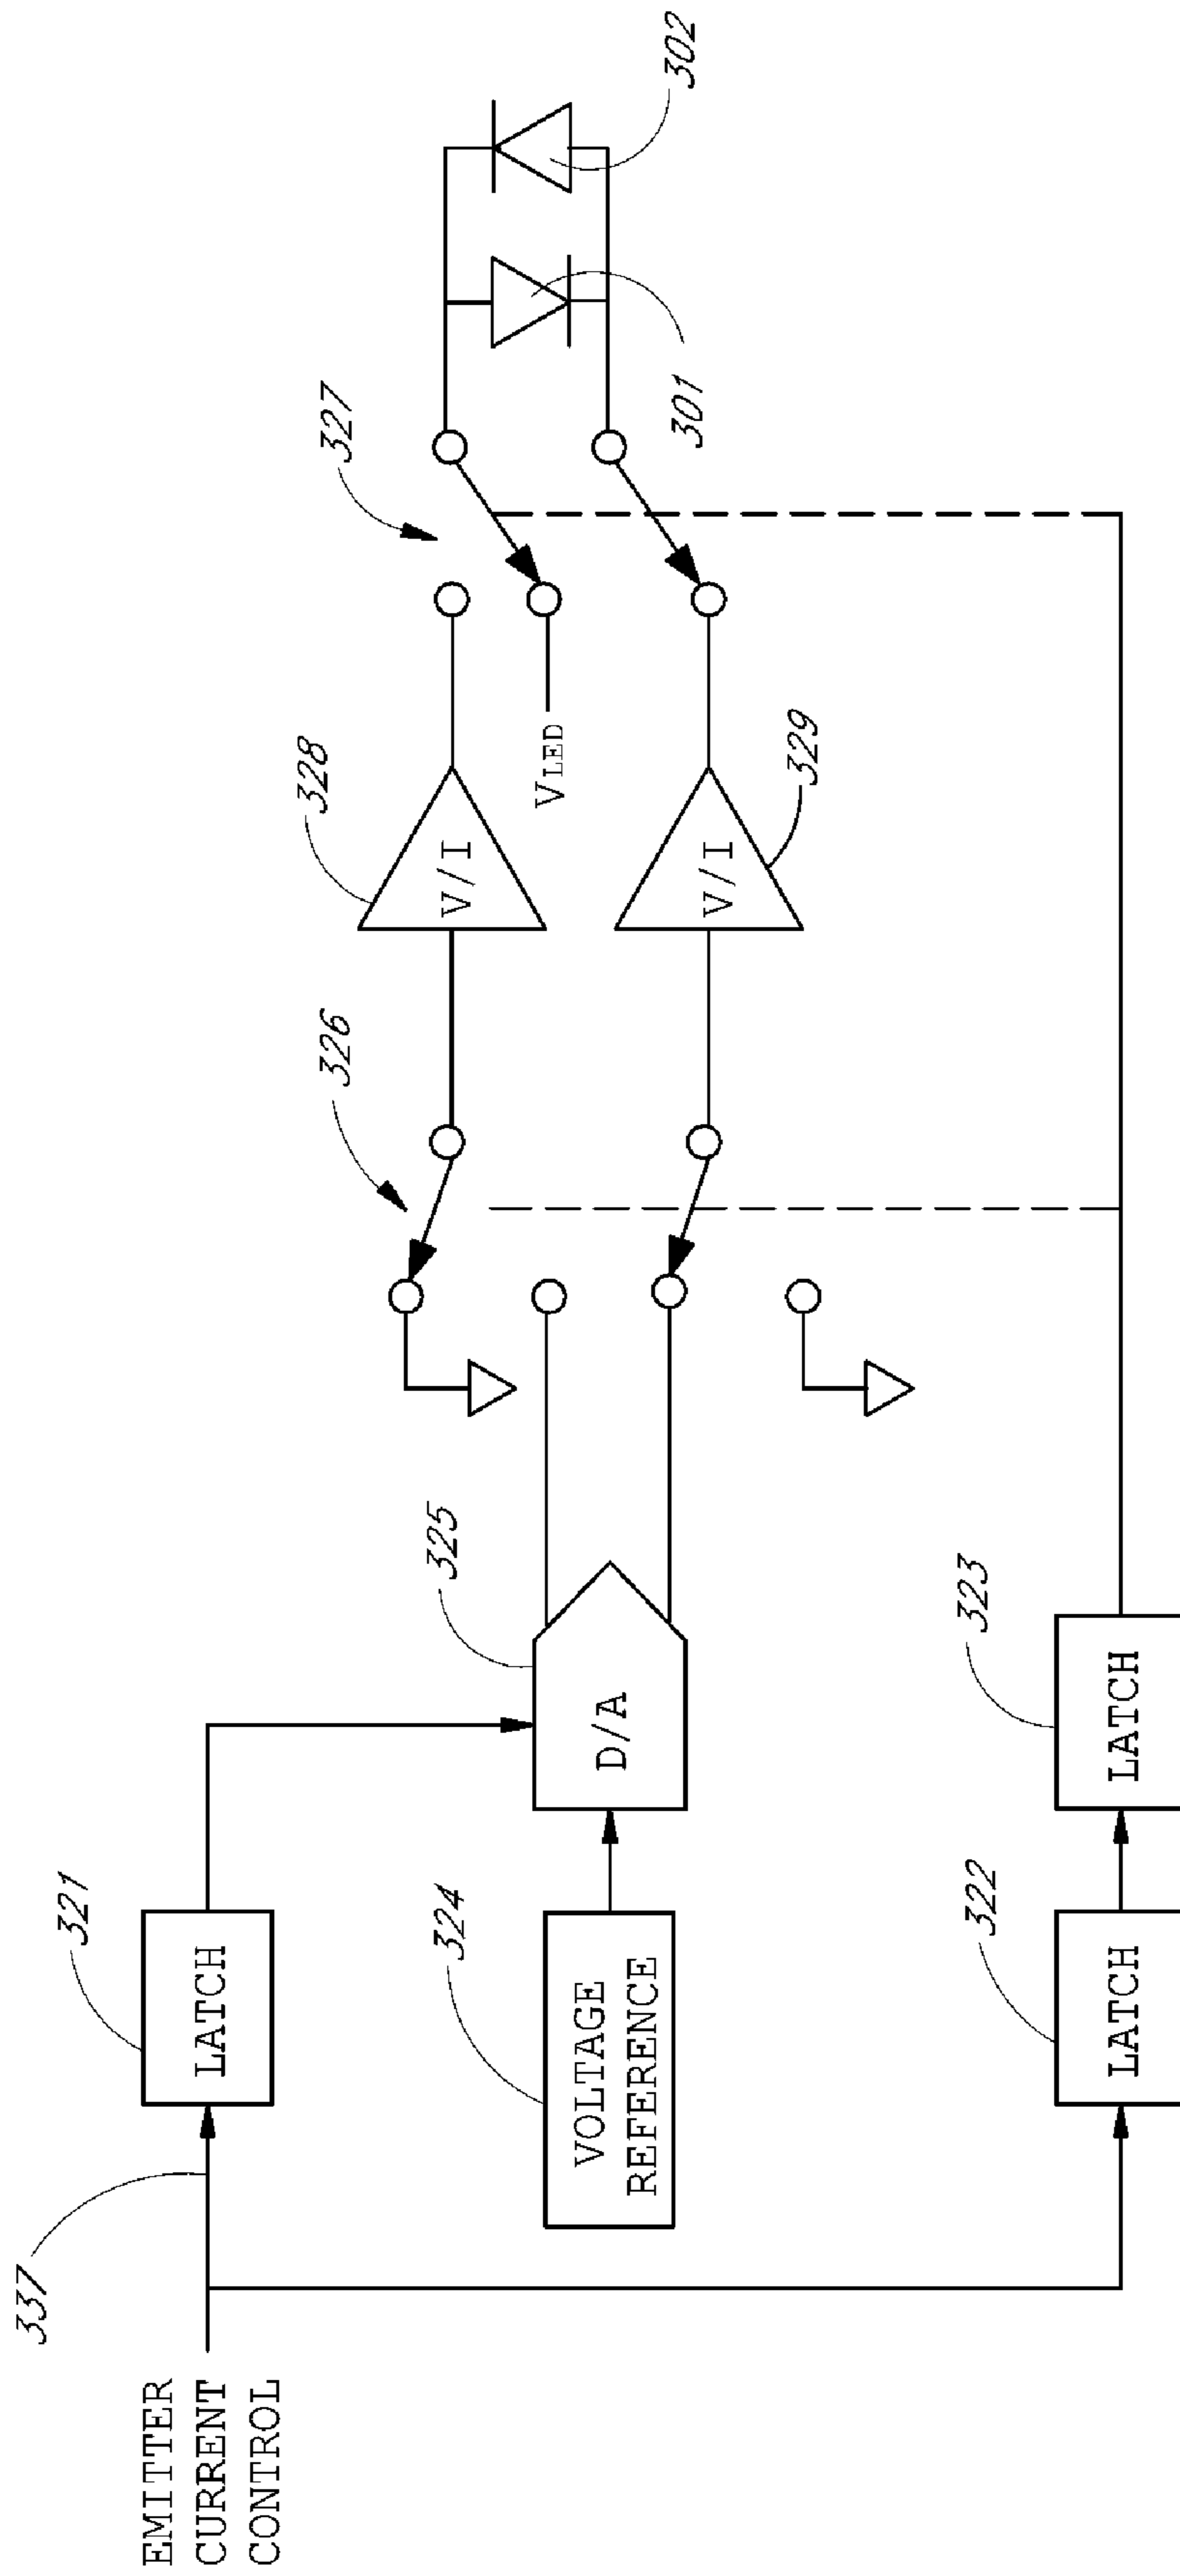 EMITTER
CURRENT
CONTROL
337
321
LATCH
324
VOLTAGE
REFERENCE
325
D/A
322
LATCH
323
LATCH
326
328
V/I
V/I
329
VLED
327
301
302